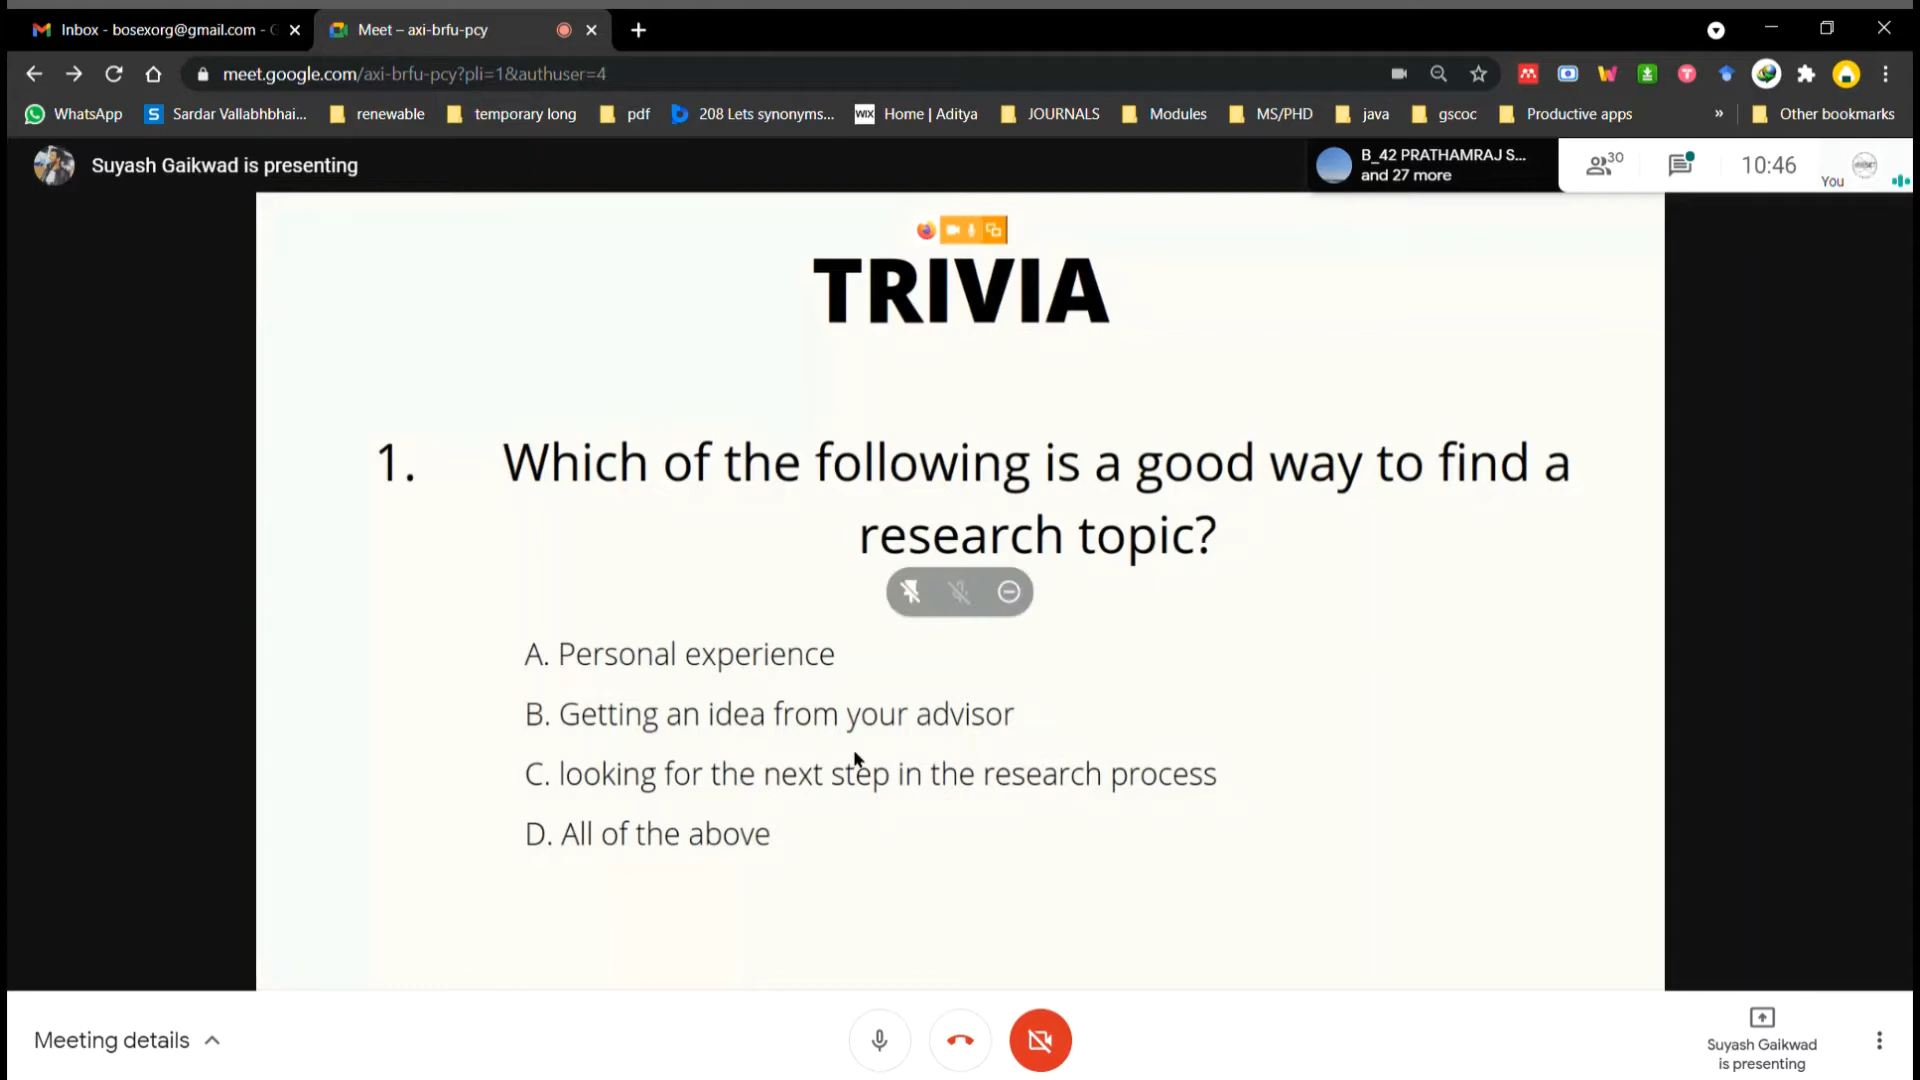 Inbox - bosexorg@gmail.com -
Meet – axi-brfu-pcy
meet.google.com/axi-brfu-pcy?pli=1&authuser=4
WhatsApp
Sardar Vallabhbhai...
renewable
temporary long
pdf
208 Lets synonyms...
WIX Home | Aditya
JOURNALS
Modules
MS/PHD
java
gscoc
Productive apps
»
Other bookmarks
Suyash Gaikwad is presenting
B_42 PRATHAMRAJ S...
and 27 more
30
10:46
You
TRIVIA
1. Which of the following is a good way to find a
research topic?
A. Personal experience
B. Getting an idea from your advisor
C. looking for the next step in the research process
D. All of the above
Meeting details
Suyash Gaikwad
is presenting